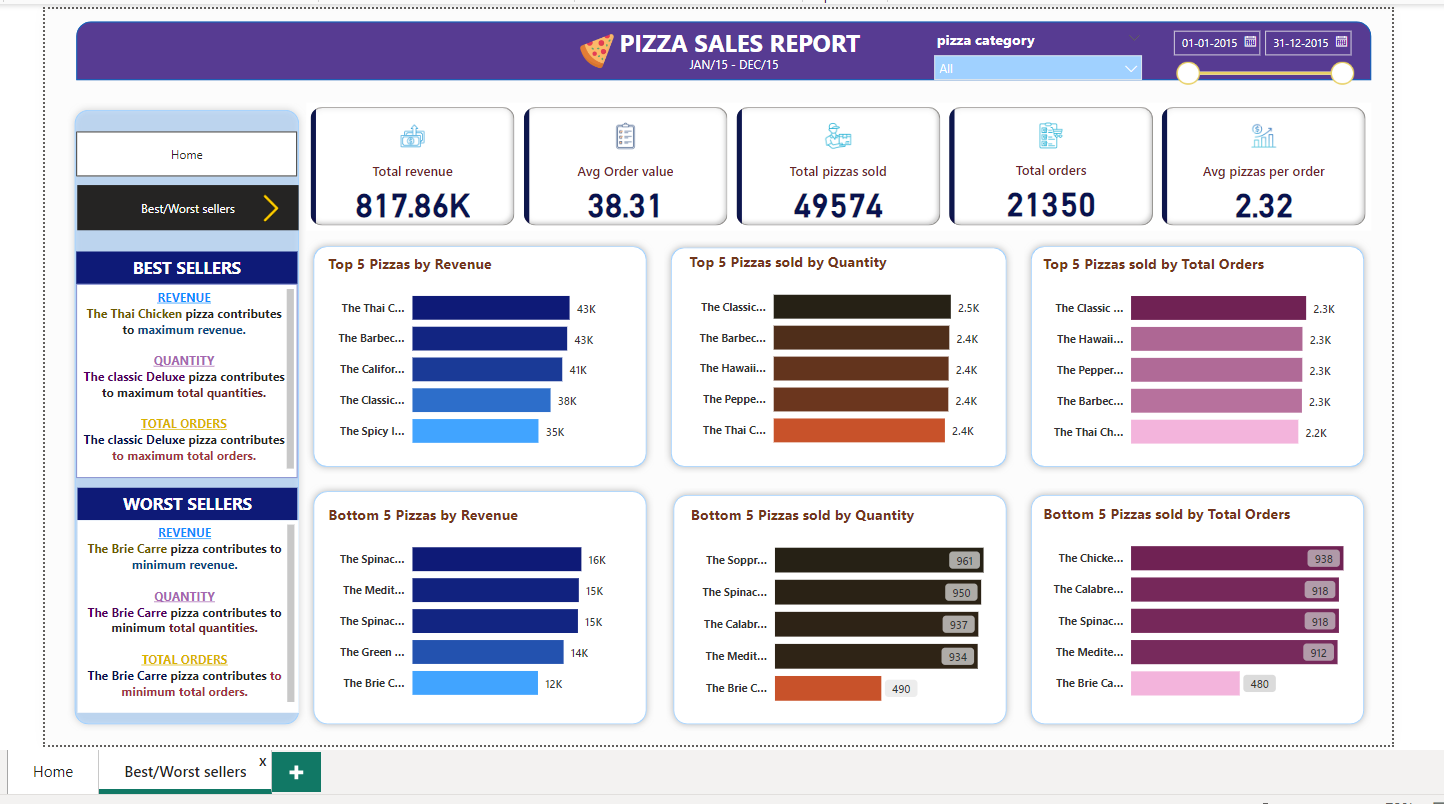 PIZZA SALES REPORT
JAN/15 - DEC/15
pizza category
All
01-01-2015
31-12-2015
Home
Best/Worst sellers
Total revenue
817.86K
Avg Order value
38.31
Total pizzas sold
49574
Total orders
21350
Avg pizzas per order
2.32
BEST SELLERS
REVENUE
The Thai Chicken pizza contributes
to maximum revenue.
QUANTITY
The classic Deluxe pizza contributes
to maximum total quantities.
TOTAL ORDERS
The classic Deluxe pizza contributes
to maximum total orders.
WORST SELLERS
REVENUE
The Brie Carre pizza contributes to
minimum revenue.
QUANTITY
The Brie Carre pizza contributes to
minimum total quantities.
TOTAL ORDERS
The Brie Carre pizza contributes to
minimum total orders.
Top 5 Pizzas by Revenue
The Thai C... 43K
The Barbec... 43K
The Califor... 41K
The Classic... 38K
The Spicy I... 35K
Top 5 Pizzas sold by Quantity
The Classic... 2.5K
The Barbec... 2.4K
The Hawaii... 2.4K
The Peppe... 2.4K
The Thai C... 2.4K
Top 5 Pizzas sold by Total Orders
The Classic ... 2.3K
The Hawaii... 2.3K
The Pepper... 2.3K
The Barbec... 2.3K
The Thai Ch... 2.2K
Bottom 5 Pizzas by Revenue
The Spinac... 16K
The Medit... 15K
The Spinac... 15K
The Green ... 14K
The Brie C... 12K
Bottom 5 Pizzas sold by Quantity
The Soppr... 961
The Spinac... 950
The Calabr... 937
The Medit... 934
The Brie C... 490
Bottom 5 Pizzas sold by Total Orders
The Chicke... 938
The Calabre... 918
The Spinac... 918
The Medite... 912
The Brie Ca... 480
Home
Best/Worst sellers
X
+